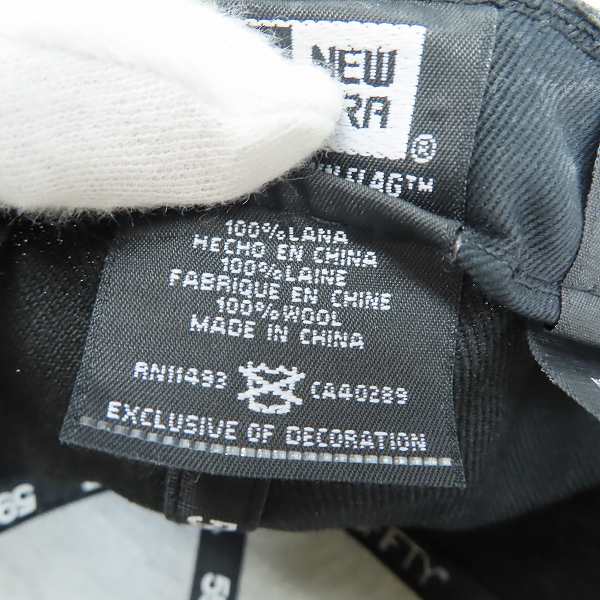 NEW
®
100% LANA
HECHO EN CHINA
100% LAINE
FABRIQUE EN CHINE
100% WOOL
MADE IN CHINA
RN11493 CA40289
EXCLUSIVE OF DECORATION
59